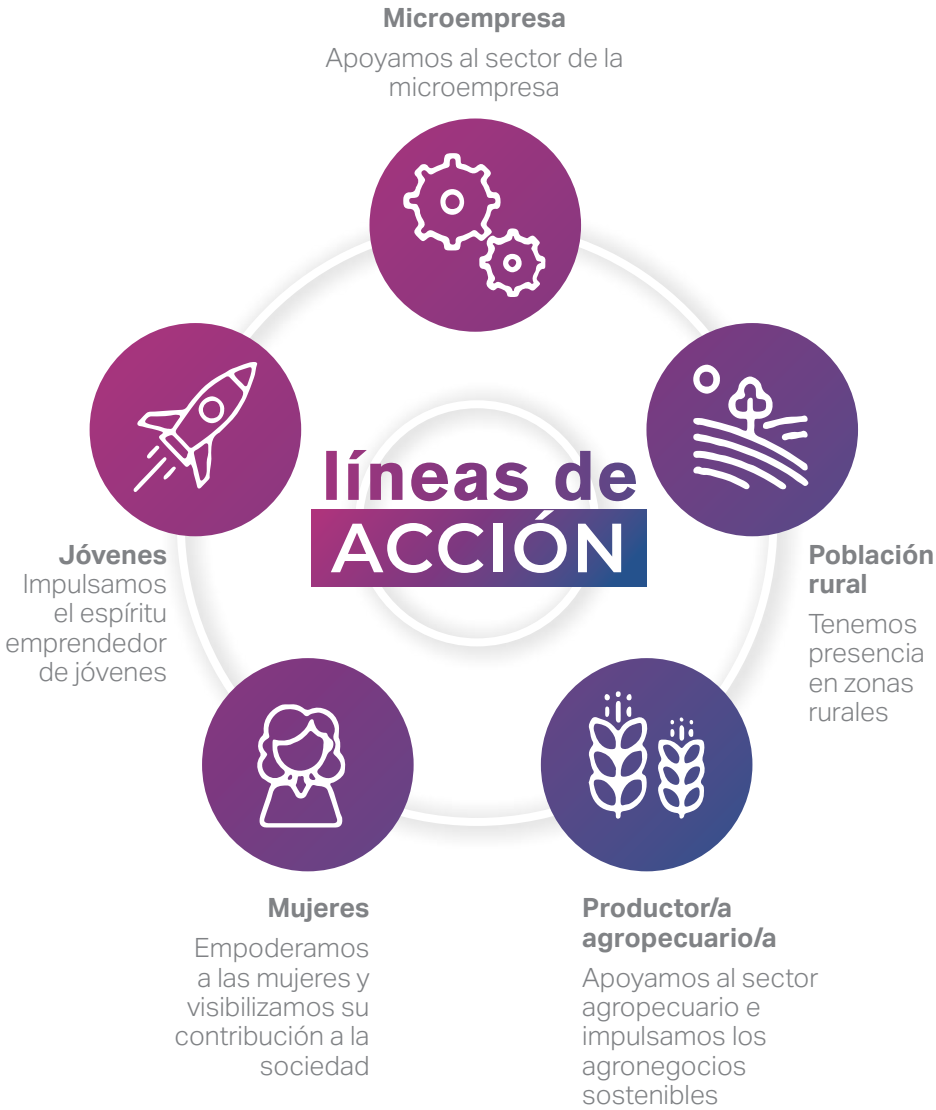 Microempresa
Apoyamos al sector de la
microempresa
líneas de
ACCIÓN
Jóvenes
Impulsamos
el espíritu
emprendedor
de jóvenes
Población
rural
Tenemos
presencia
en zonas
rurales
Mujeres
Empoderamos
a las mujeres y
visibilizamos su
contribución a la
sociedad
Productor/a
agropecuario/a
Apoyamos al sector
agropecuario e
impulsamos los
agronegocios
sostenibles